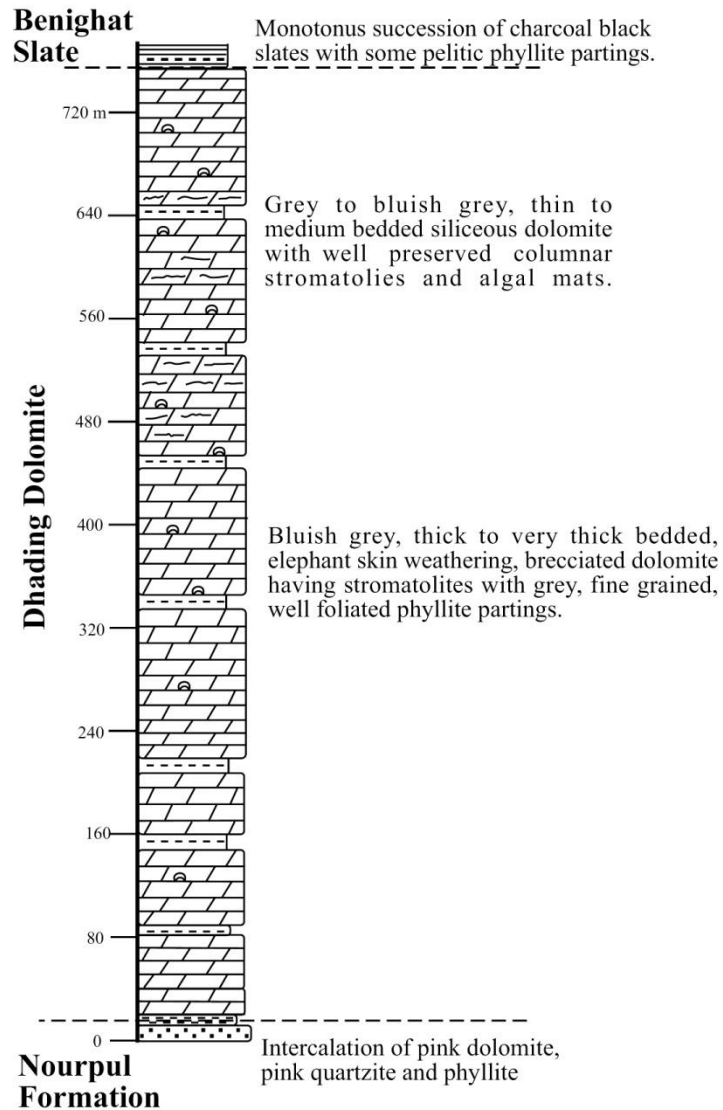 Benighat
Slate
Monotonus succession of charcoal black
slates with some pelitic phyllite partings.
720 m
640
Grey to bluish grey, thin to
medium bedded siliceous dolomite
with well preserved columnar
stromatolies and algal mats.
560
480
Dhading Dolomite
400
Bluish grey, thick to very thick bedded,
elephant skin weathering, brecciated dolomite
having stromatolites with grey, fine grained,
well foliated phyllite partings.
320
240
160
80
0
Nourpul
Formation
Intercalation of pink dolomite,
pink quartzite and phyllite